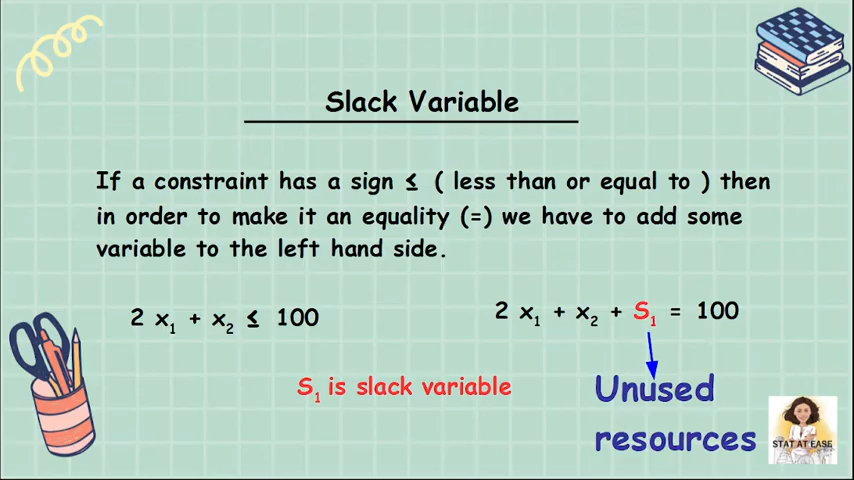 Slack Variable
If a constraint has a sign ≤ ( less than or equal to ) then
in order to make it an equality (=) we have to add some
variable to the left hand side.
2 x₁ + x₂ ≤ 100
2 x₁ + x₂ + S₁ = 100
S₁ is slack variable
Unused
resources
STAT AT EASE